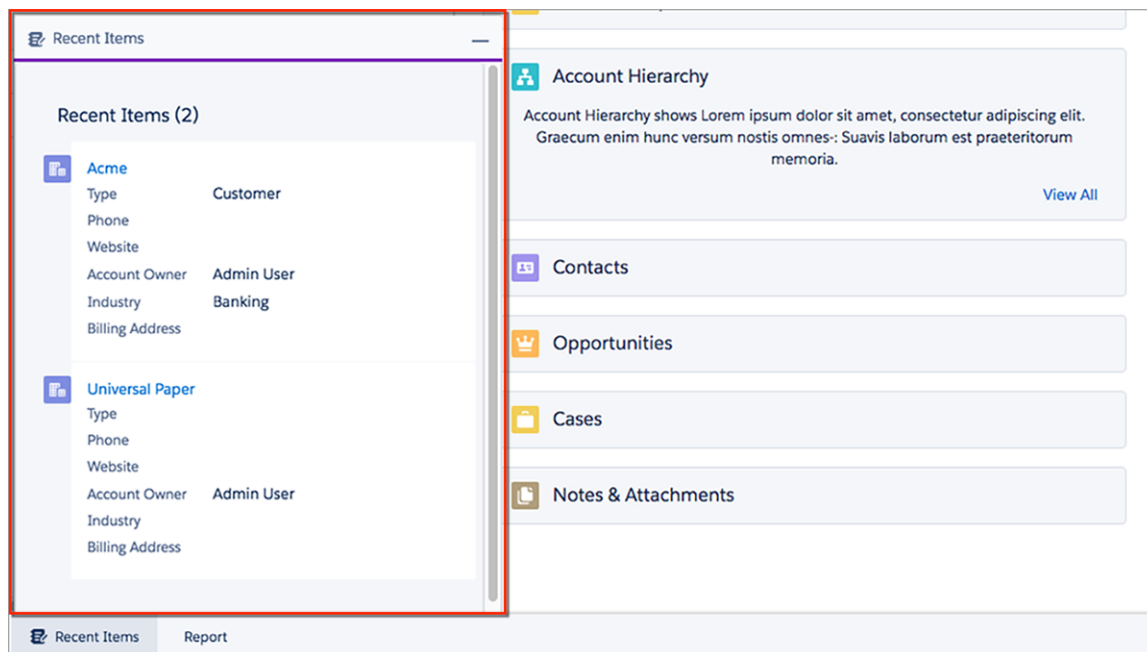 Recent Items
Recent Items (2)
Acme
Type Customer
Phone
Website
Account Owner Admin User
Industry Banking
Billing Address
Universal Paper
Type
Phone
Website
Account Owner Admin User
Industry
Billing Address
Account Hierarchy
Account Hierarchy shows Lorem ipsum dolor sit amet, consectetur adipiscing elit.
Graecum enim hunc versum nostis omnes-: Suavis laborum est praeteritorum
memoria.
View All
Contacts
Opportunities
Cases
Notes & Attachments
Recent Items Report